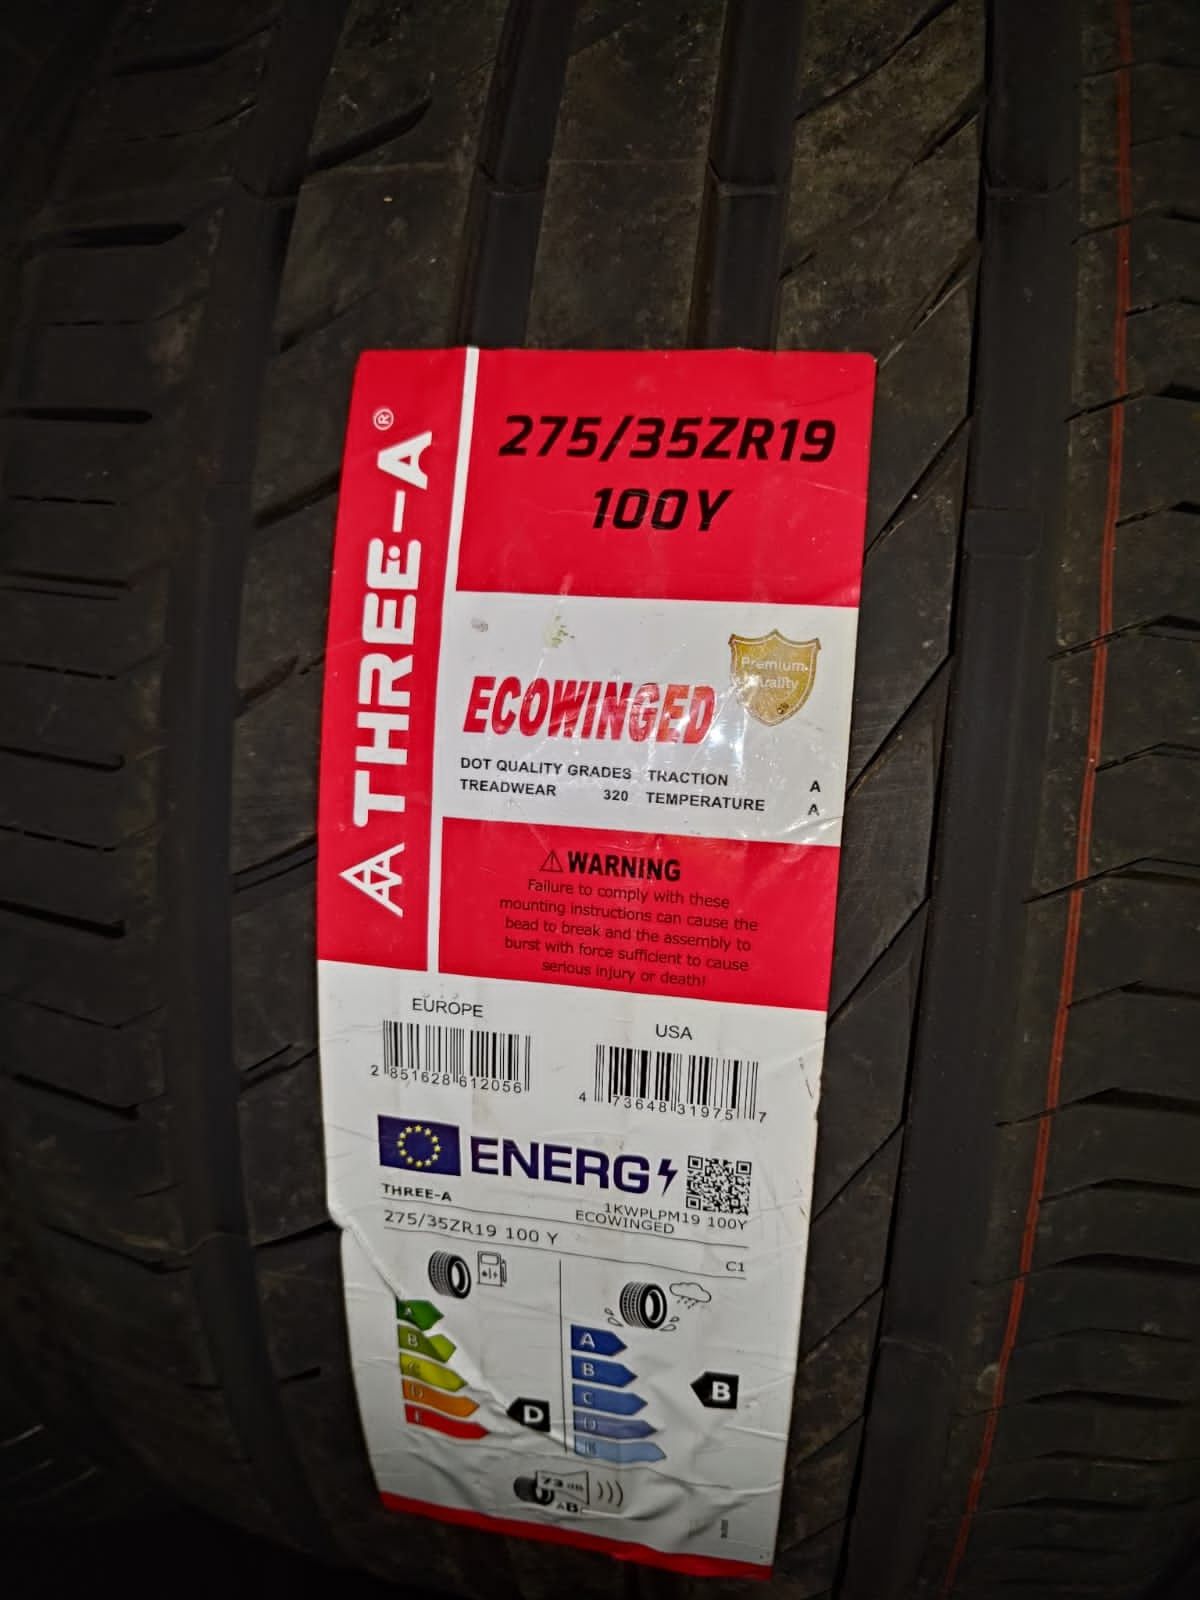 THREE-A®
275/35ZR19
100Y
Premium
Quality
ECOWINGED
DOT QUALITY GRADES TRACTION A
TREADWEAR 320 TEMPERATURE A
⚠WARNING
Failure to comply with these
mounting instructions can cause the
bead to break and the assembly to
burst with force sufficient to cause
serious injury or death!
EUROPE
2 851628 612056
USA
4 73648 31975 7
ENERG
THREE-A
1KWPLPM19 100Y
ECOWINGED
275/35ZR19 100 Y
C1
A
B
C
D
E
D
A
B
C
D
E
B
73 dB
AB